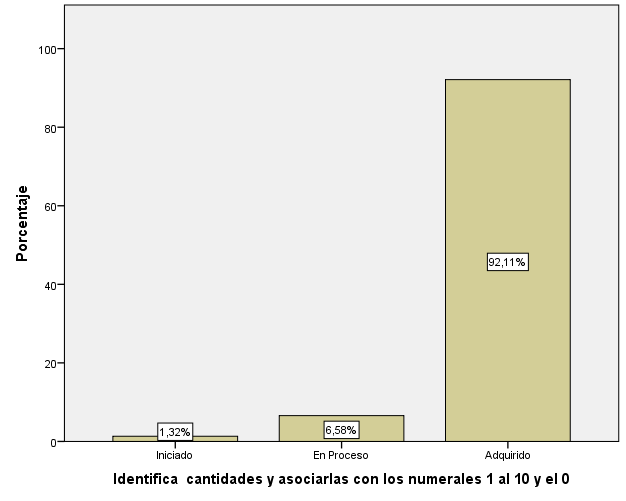 Porcentaje
100
80
60
40
20
0
1,32%
6,58%
92,11%
Iniciado
En Proceso
Adquirido
Identifica cantidades y asociarlas con los numerales 1 al 10 y el 0